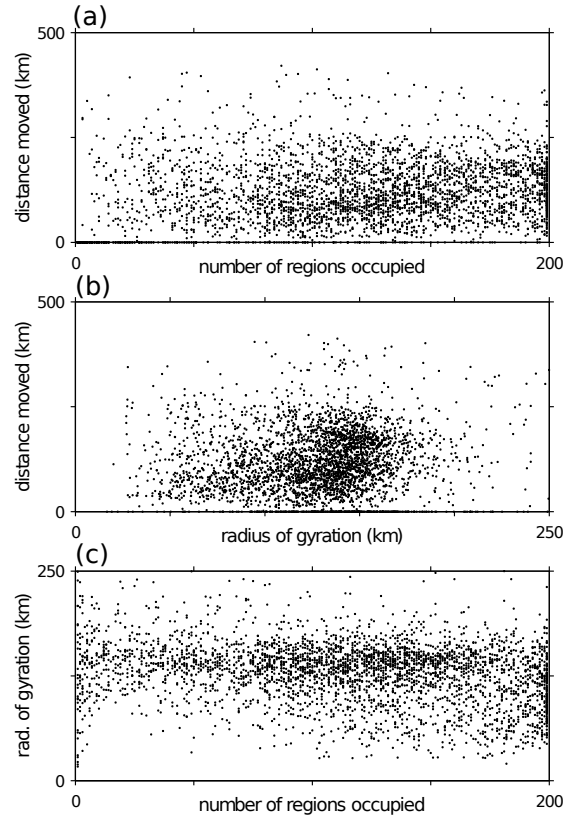 (a)
500
distance moved (km)
0
number of regions occupied
200
(b)
500
distance moved (km)
0
0
radius of gyration (km)
250
(c)
250
rad. of gyration (km)
0
0
number of regions occupied
200